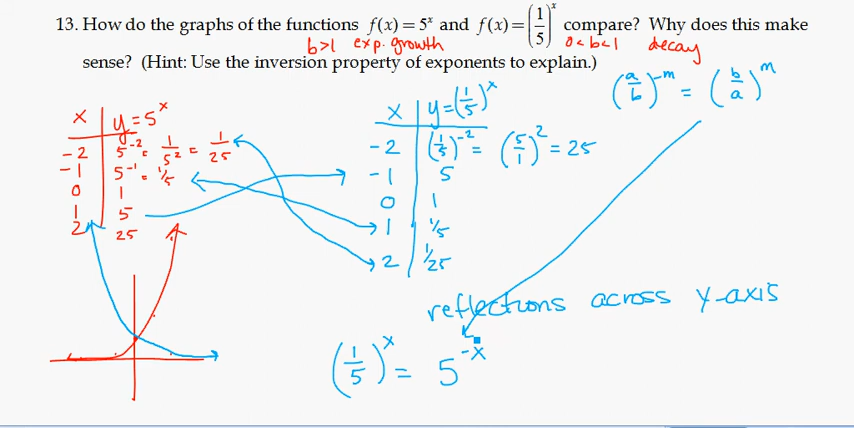 13. How do the graphs of the functions f(x) = 5^x and f(x) = (1/5)^x compare? Why does this make
b>1 exp. growth 0<b<1 decay
sense? (Hint: Use the inversion property of exponents to explain.)
(a/b)^-m = (b/a)^m
x | y = 5^x
-2 | 5^-2 = 1/5^2 = 1/25
-1 | 5^-1 = 1/5
0 | 1
1 | 5
2 | 25
x | y = (1/5)^x
-2 | (1/5)^-2 = (5/1)^2 = 25
-1 | 5
0 | 1
1 | 1/5
2 | 1/25
reflections across y-axis
(1/5)^x = 5^-x